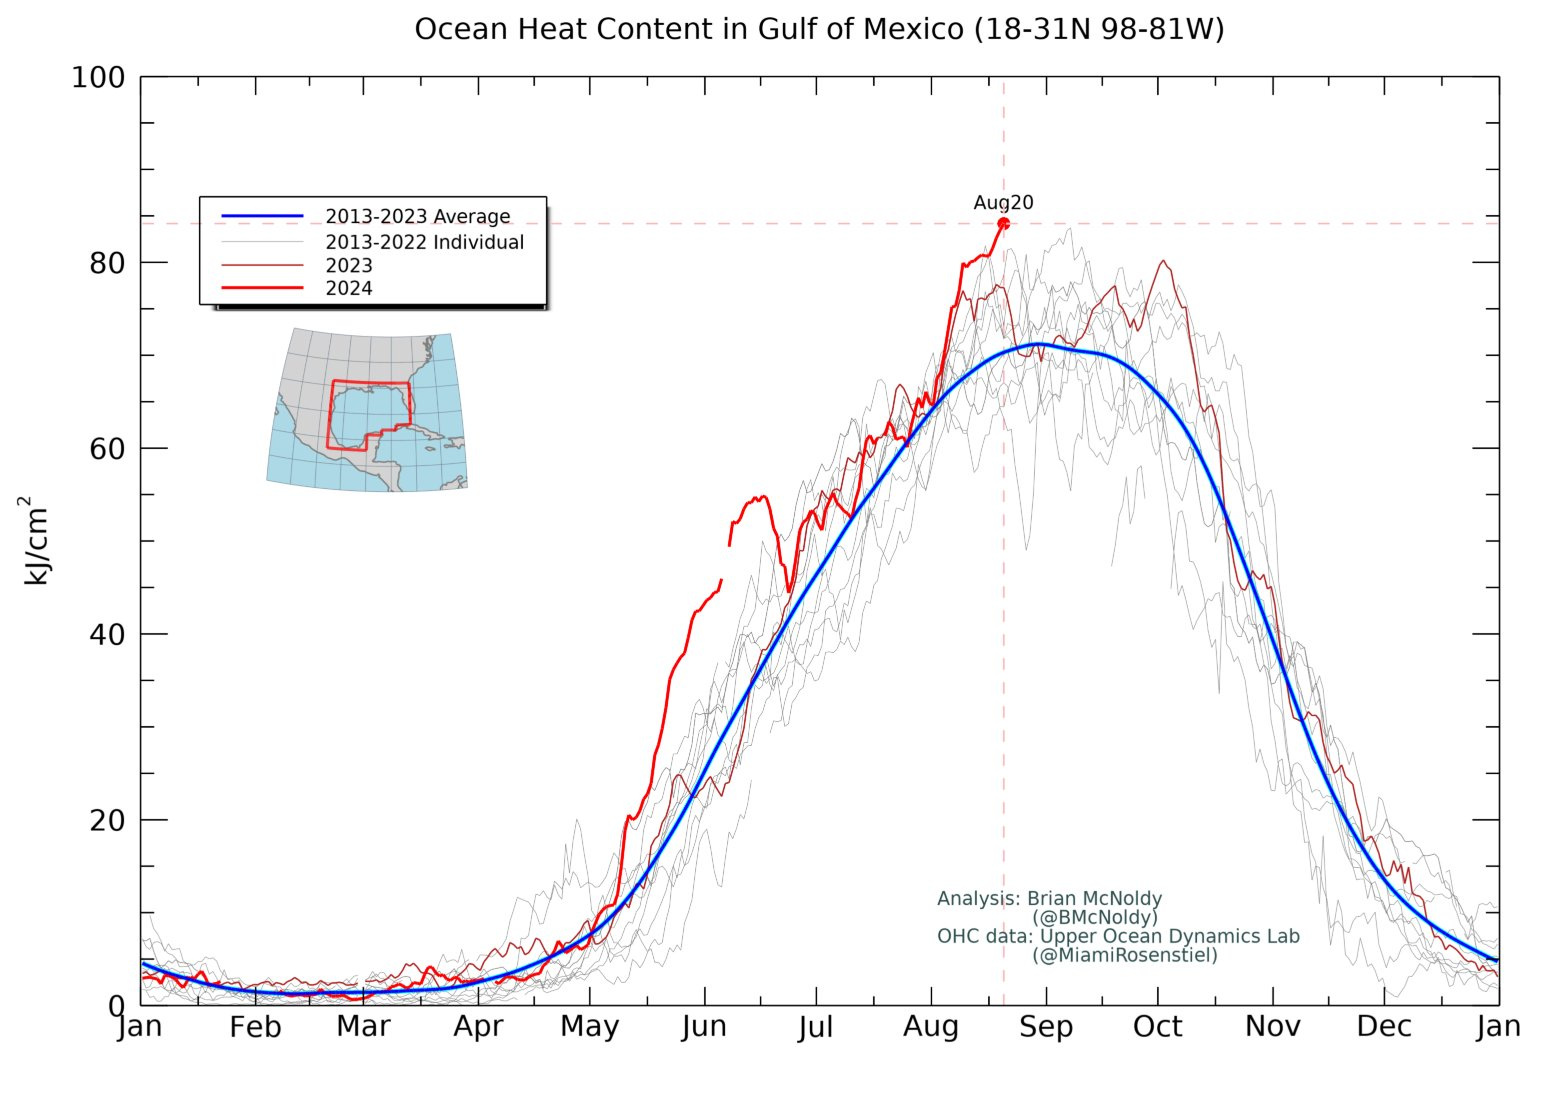 Ocean Heat Content in Gulf of Mexico (18-31N 98-81W)
100
80
60
40
20
0
kJ/cm²
Aug20
2013-2023 Average
2013-2022 Individual
2023
2024
Analysis: Brian McNoldy
(@BMcNoldy)
OHC data: Upper Ocean Dynamics Lab
(@MiamiRosenstiel)
Jan Feb Mar Apr May Jun Jul Aug Sep Oct Nov Dec Jan